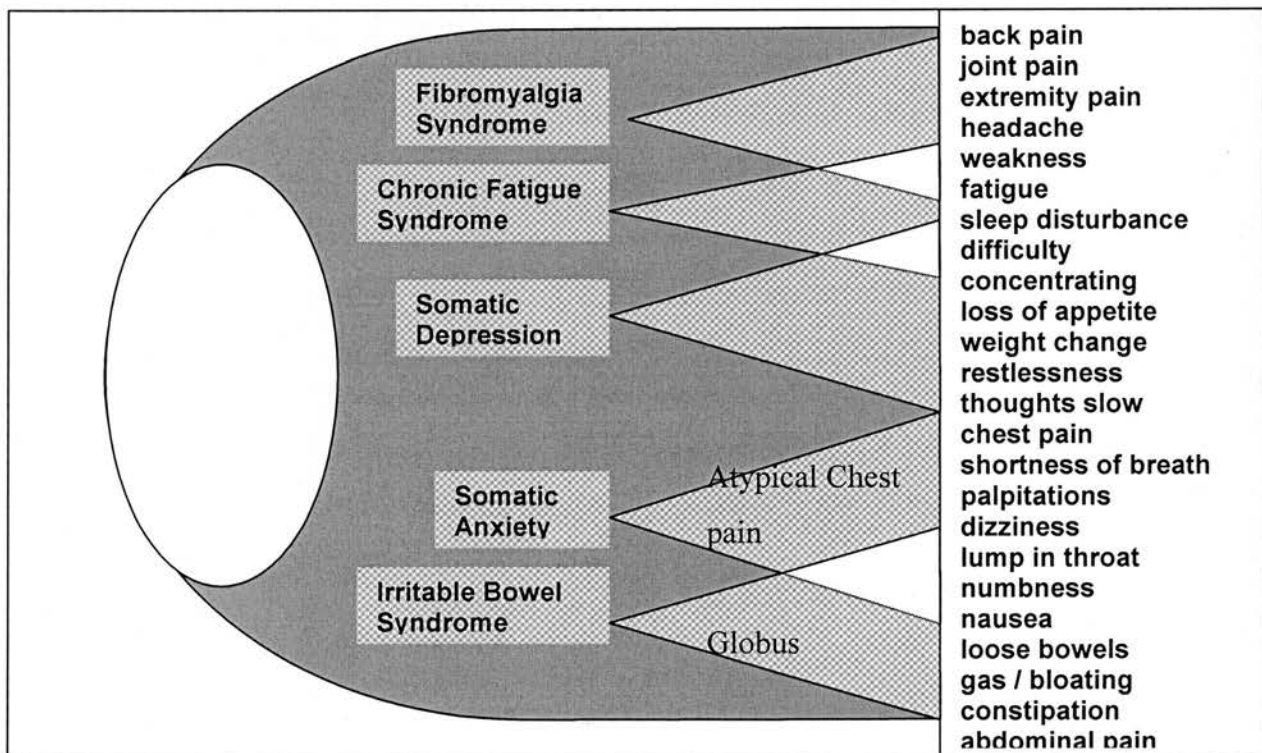 Fibromyalgia
Syndrome
Chronic Fatigue
Syndrome
Somatic
Depression
Somatic
Anxiety
Irritable Bowel
Syndrome
Atypical Chest
pain
Globus
back pain
joint pain
extremity pain
headache
weakness
fatigue
sleep disturbance
difficulty
concentrating
loss of appetite
weight change
restlessness
thoughts slow
chest pain
shortness of breath
palpitations
dizziness
lump in throat
numbness
nausea
loose bowels
gas / bloating
constipation
abdominal pain